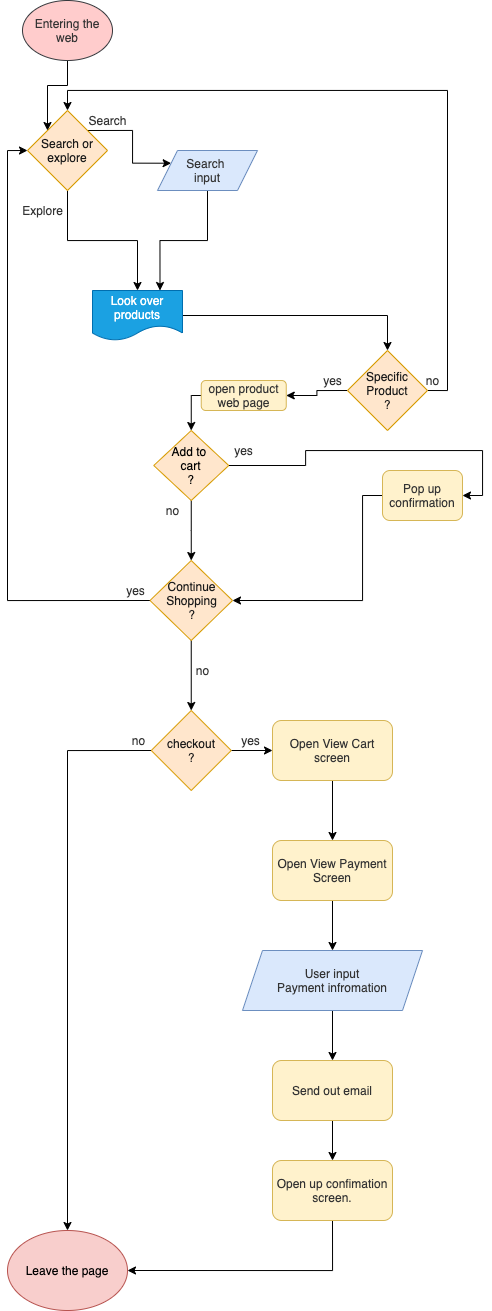 Entering the
web
Search or
explore
Search
Search
input
Explore
Look over
products
Specific
Product
?
yes
no
open product
web page
Add to
cart
?
yes
no
Pop up
confirmation
Continue
Shopping
?
yes
no
checkout
?
no
yes
Open View Cart
screen
Open View Payment
Screen
User input
Payment infromation
Send out email
Open up confimation
screen.
Leave the page